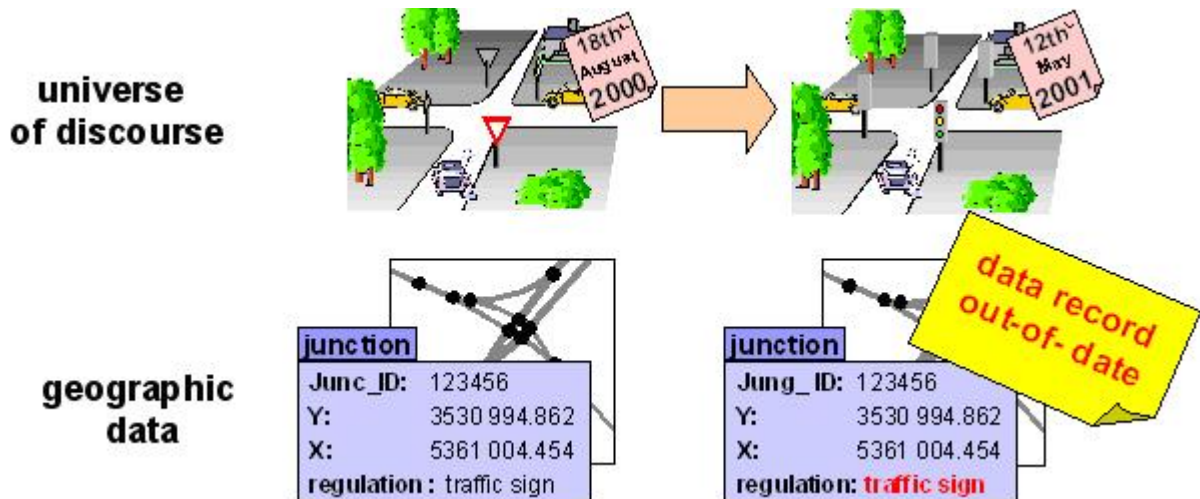 universe
of discourse
18th
August
2000
12th
May
2001
geographic
data
junction
Junc_ID: 123456
Y: 3530 994.862
X: 5361 004.454
regulation : traffic sign
junction
Jung_ID: 123456
Y: 3530 994.862
X: 5361 004.454
regulation: traffic sign
data record
out-of- date